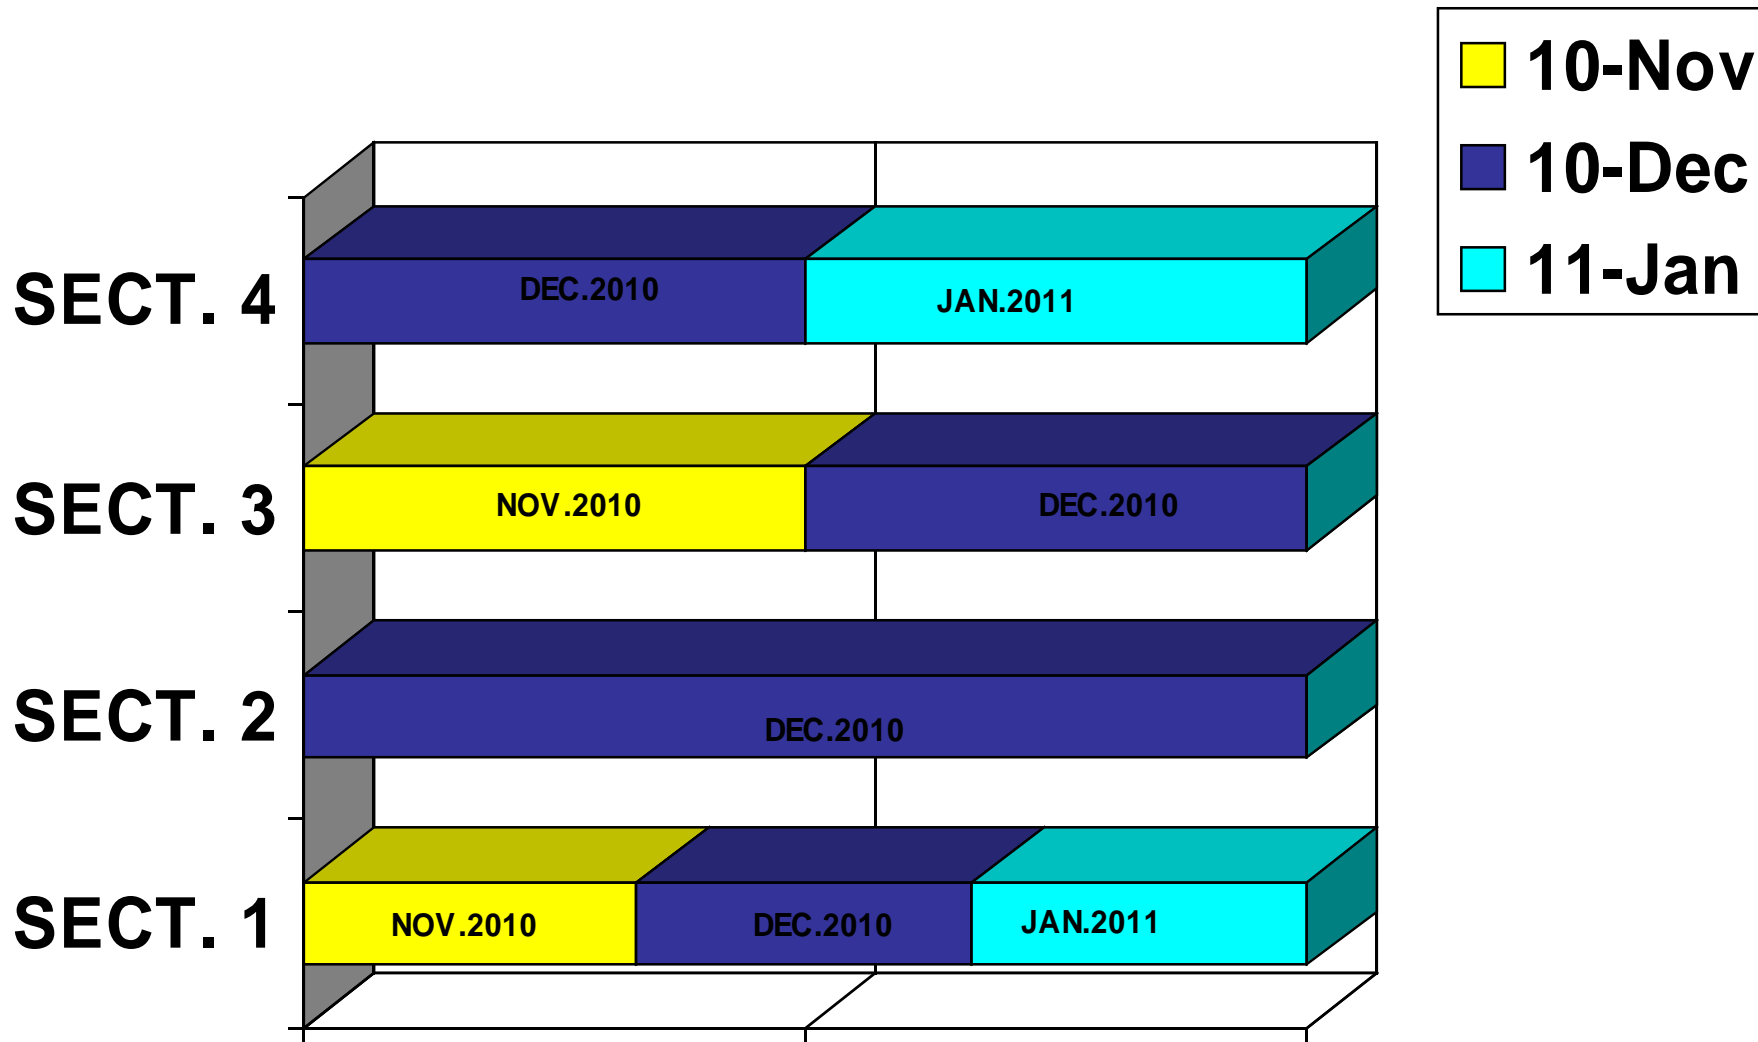 10-Nov
10-Dec
11-Jan
SECT. 4
DEC.2010
JAN.2011
SECT. 3
NOV.2010
DEC.2010
SECT. 2
DEC.2010
SECT. 1
NOV.2010
DEC.2010
JAN.2011